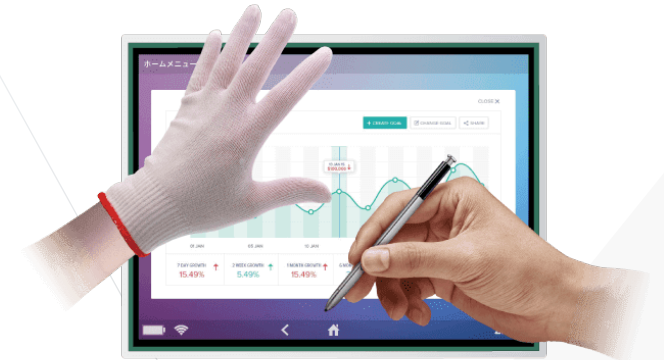 ホームメニュー
CLOSE X
+ CREATE GOAL
CHANGE GOAL
SHARE
15 JAN
7 DAY GROWTH
2 WEEK GROWTH
1 MONTH GROWTH
15.49%
5.49%
15.49%